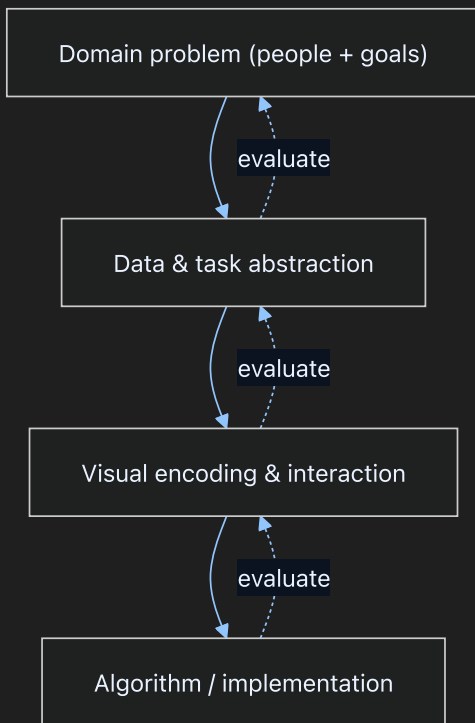 Domain problem (people + goals)
evaluate
Data & task abstraction
evaluate
Visual encoding & interaction
evaluate
Algorithm / implementation